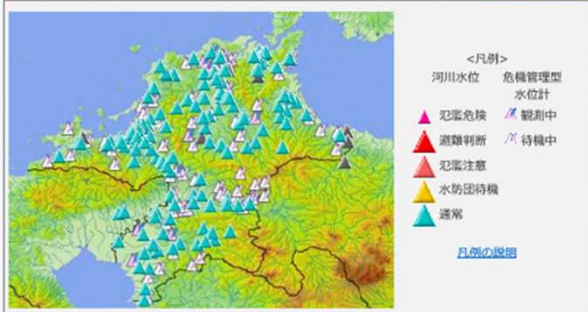 <凡例>
河川水位
危機管理型
水位計
氾濫危険
観測中
避難判断
待機中
氾濫注意
水防団待機
通常
凡例の説明